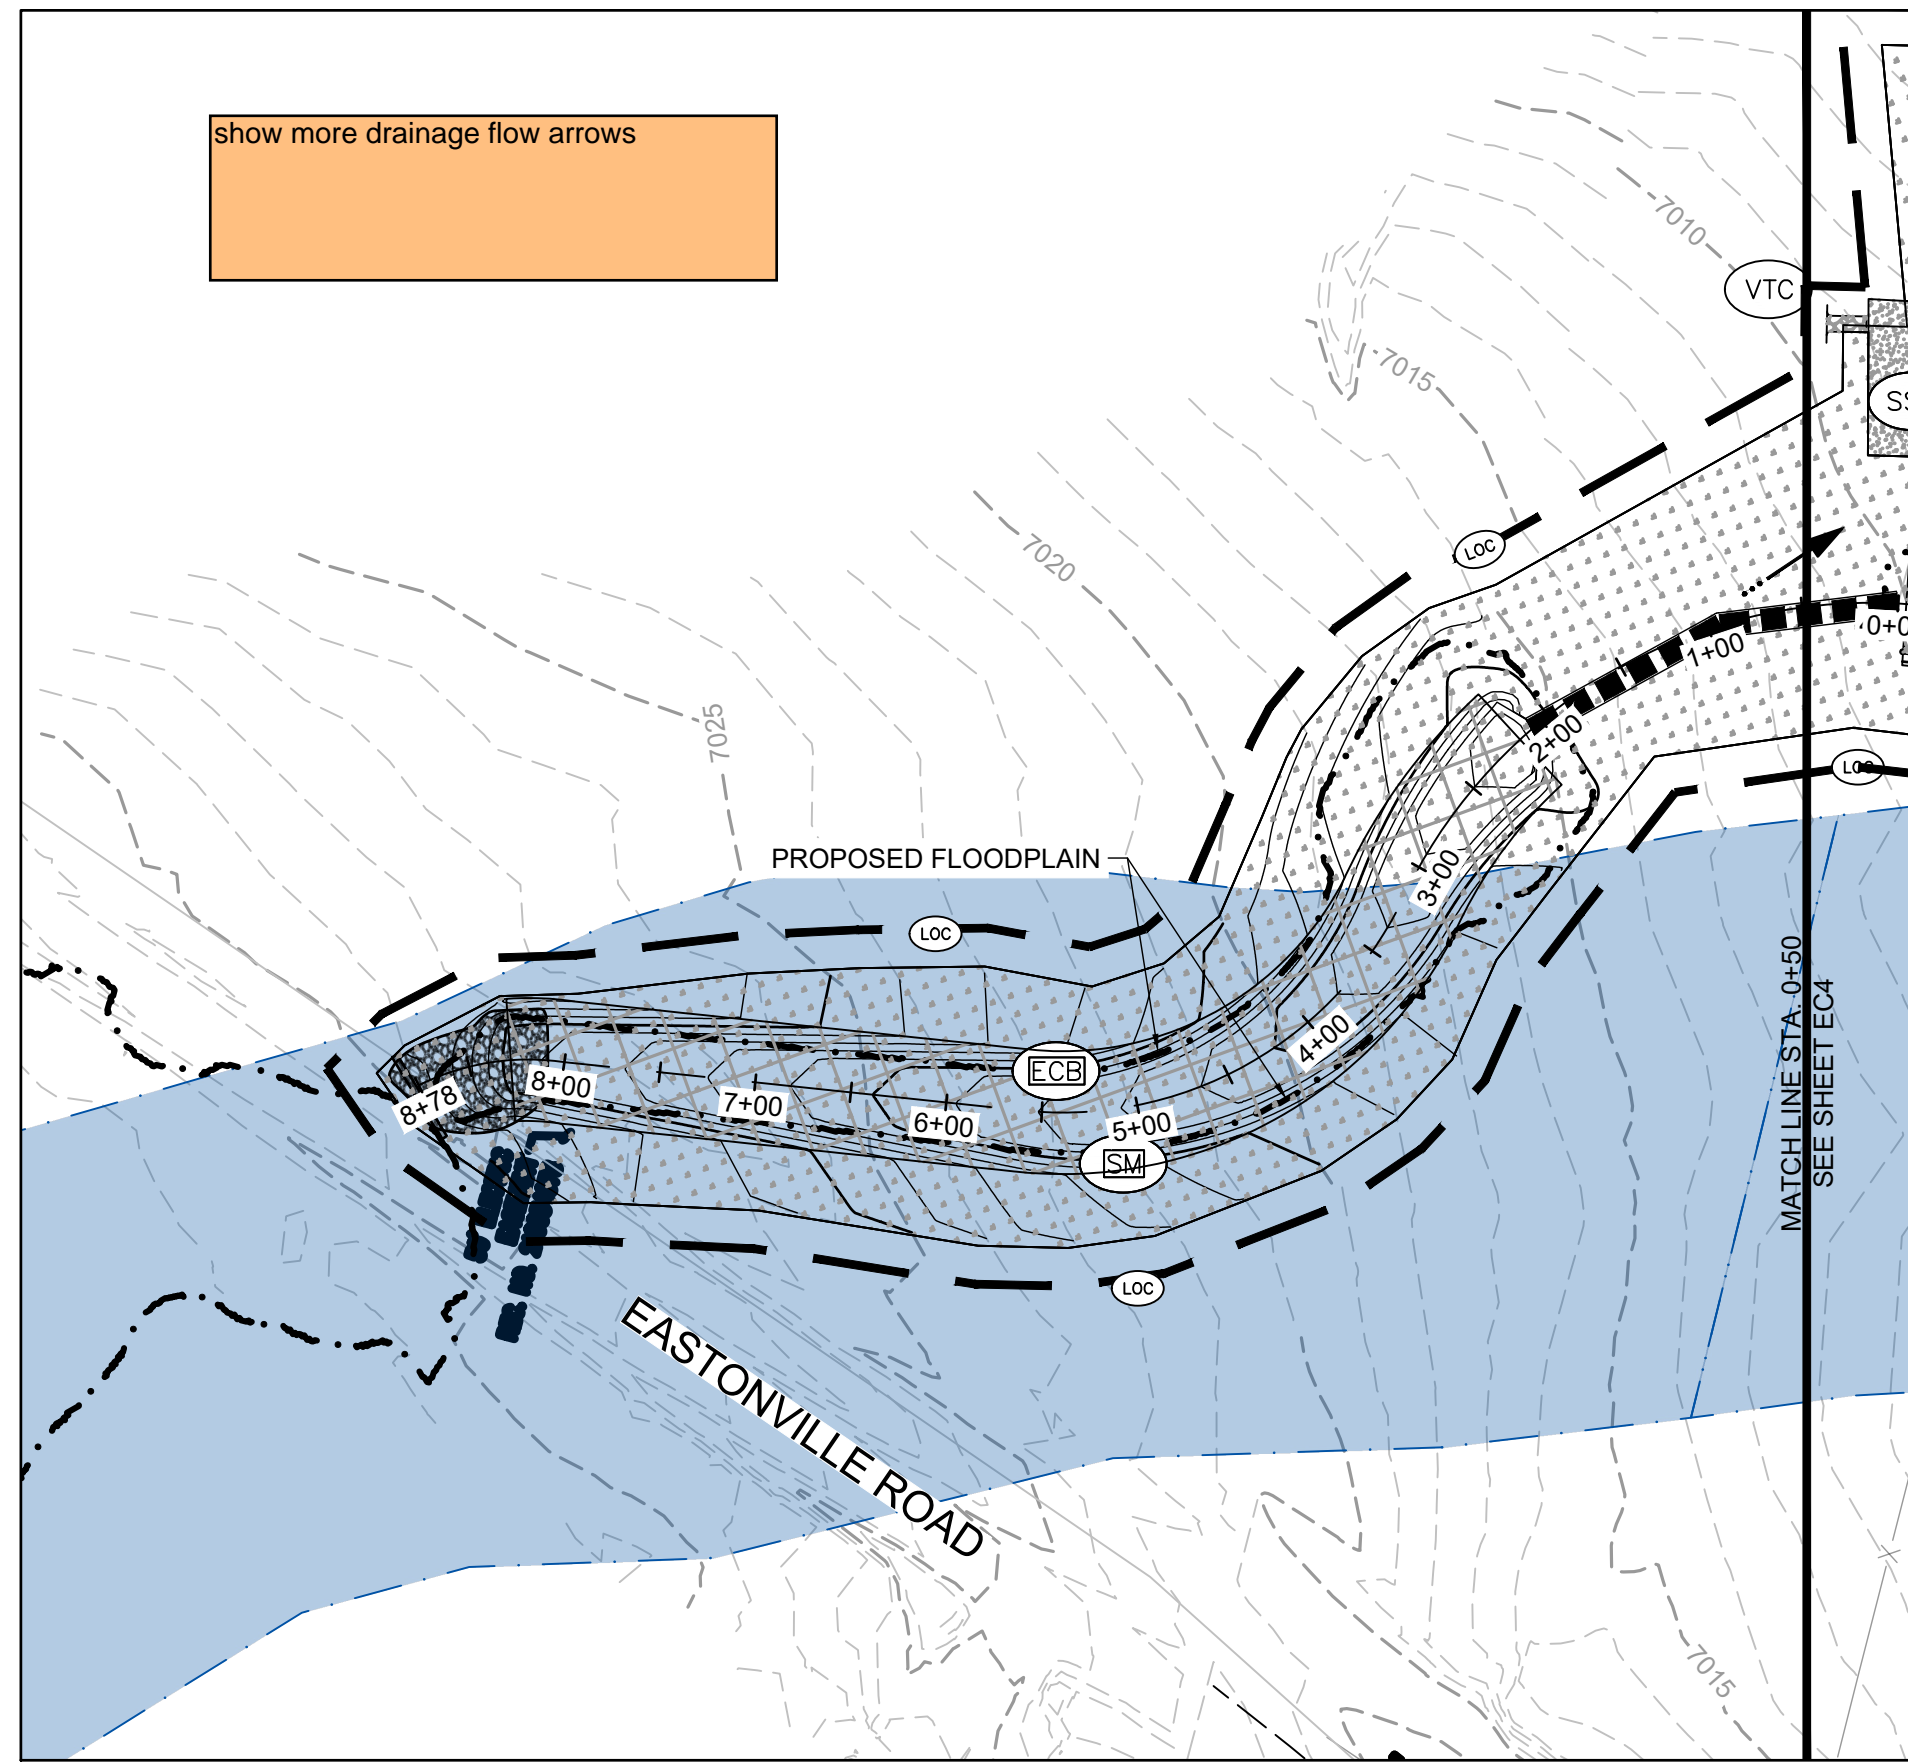 show more drainage flow arrows
7010
VTC
7015
LOC
7020
1+00
2+00
7025
LOC
PROPOSED FLOODPLAIN
3+00
LOC
MATCH LINE STA. 0+50
SEE SHEET EC4
4+00
ECB
8+00
8+78
7+00
6+00
5+00
SM
LOC
EASTONVILLE ROAD
7015